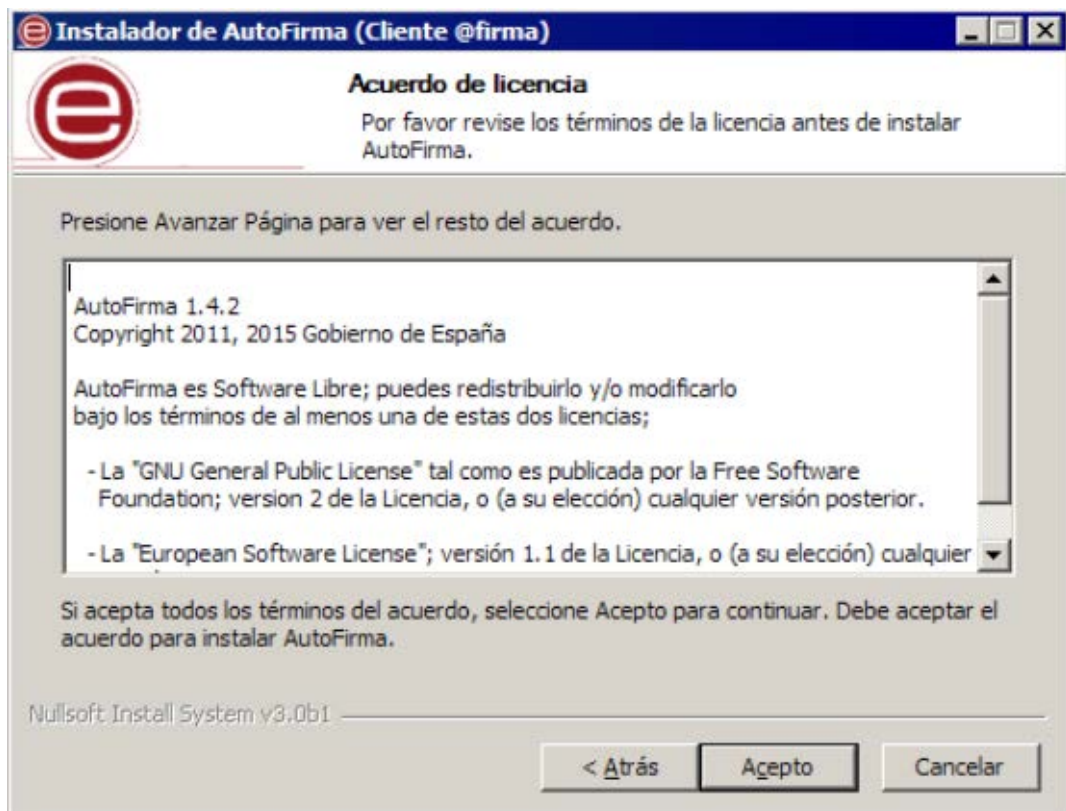 Instalador de AutoFirma (Cliente @firma)
Acuerdo de licencia
Por favor revise los términos de la licencia antes de instalar
AutoFirma.
Presione Avanzar Página para ver el resto del acuerdo.
AutoFirma 1.4.2
Copyright 2011, 2015 Gobierno de España
AutoFirma es Software Libre; puedes redistribuirlo y/o modificarlo
bajo los términos de al menos una de estas dos licencias;
- La "GNU General Public License" tal como es publicada por la Free Software
Foundation; version 2 de la Licencia, o (a su elección) cualquier versión posterior.
- La "European Software License"; versión 1.1 de la Licencia, o (a su elección) cualquier
Si acepta todos los términos del acuerdo, seleccione Acepto para continuar. Debe aceptar el
acuerdo para instalar AutoFirma.
Nullsoft Install System v3.0b1
< Atrás
Acepto
Cancelar